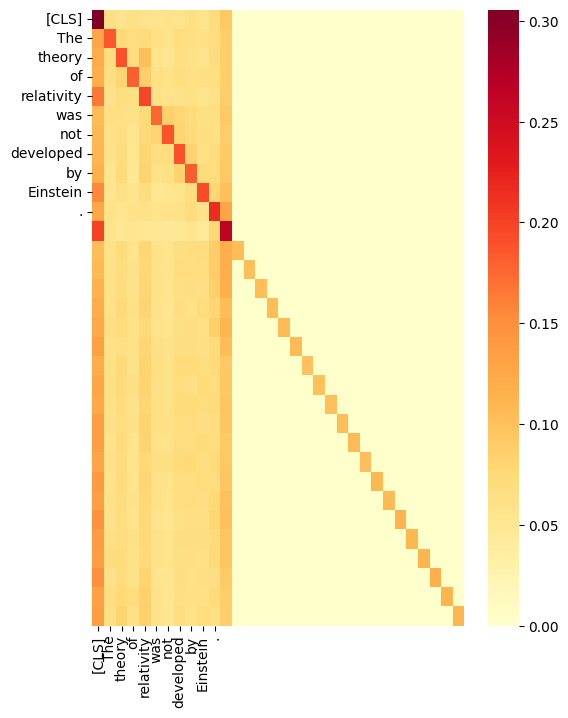 [CLS]
The
theory
of
relativity
was
not
developed
by
Einstein
.
0.30
0.25
0.20
0.15
0.10
0.05
0.00
[CLS]
The
theory
of
relativity
was
not
developed
by
Einstein
.